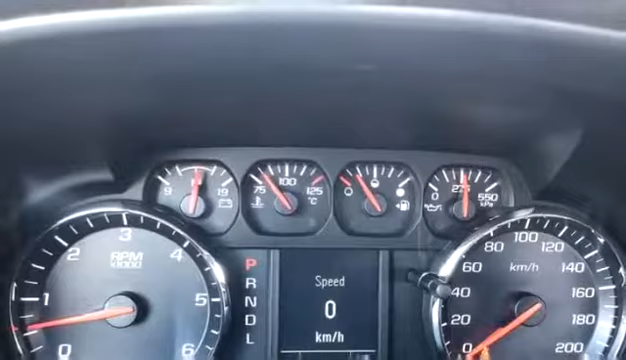 9 19
75 100 125
°C
0 275 550
kPa
0 1 2 3 4 5 6
RPM
x1000
P
R
N
D
L
Speed
0
km/h
0 20 40 60 80 100 120 140 160 180 200
km/h